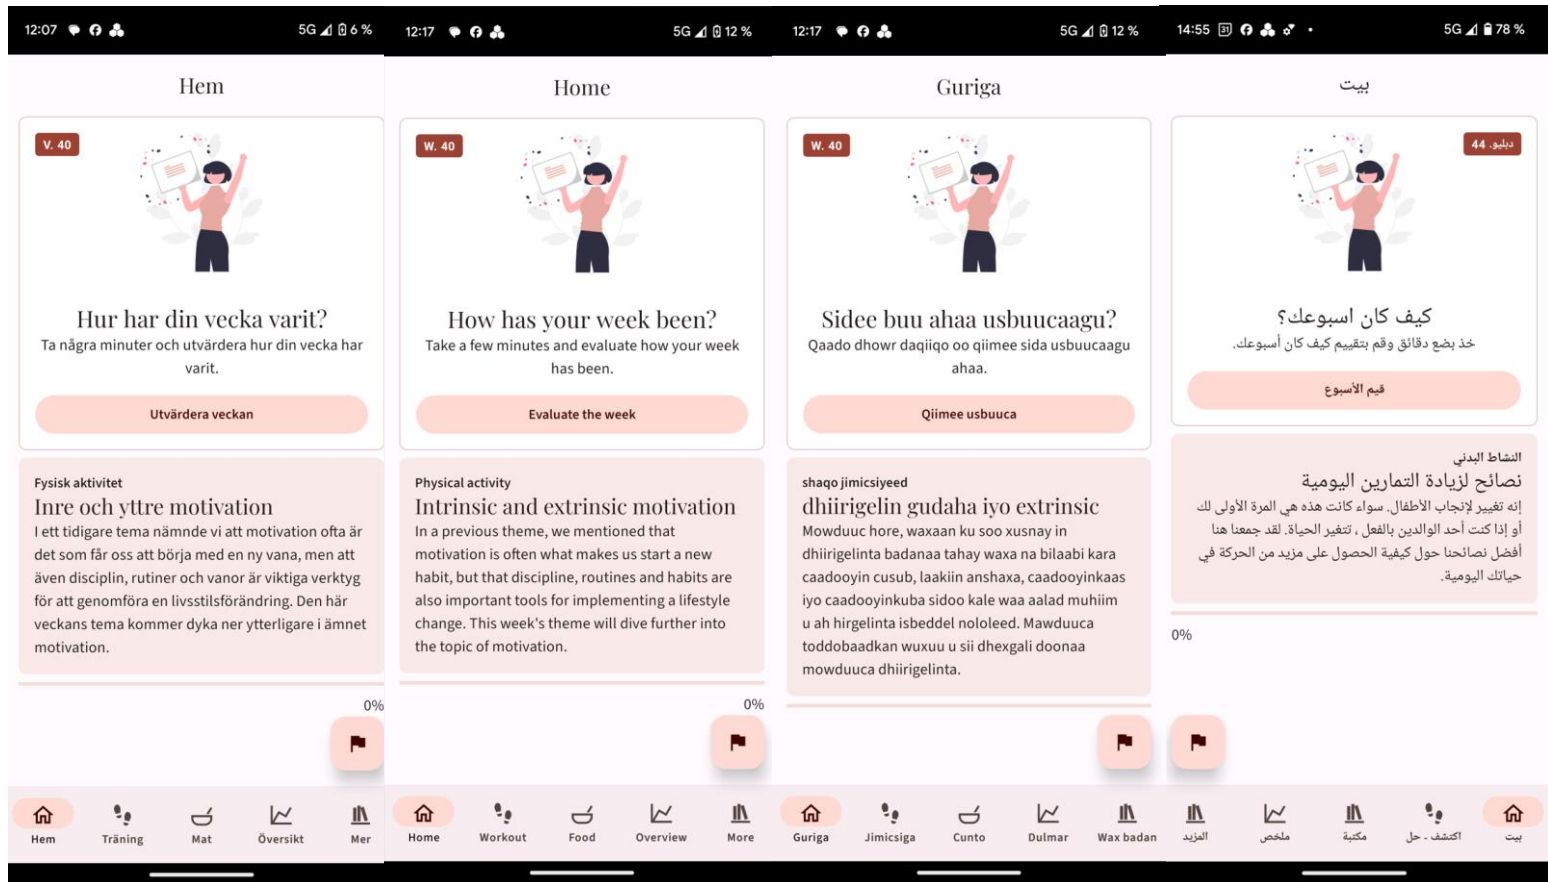 12:07
5G 6 %
Hem
V. 40
Hur har din vecka varit?
Ta några minuter och utvärdera hur din vecka har
varit.
Utvärdera veckan
Fysisk aktivitet
Inre och yttre motivation
I ett tidigare tema nämnde vi att motivation ofta är
det som får oss att börja med en ny vana, men att
även disciplin, rutiner och vanor är viktiga verktyg
för att genomföra en livsstilsförändring. Den här
veckans tema kommer dyka ner ytterligare i ämnet
motivation.
0%
Hem
Träning
Mat
Översikt
Mer
12:17
5G 12 %
Home
W. 40
How has your week been?
Take a few minutes and evaluate how your week
has been.
Evaluate the week
Physical activity
Intrinsic and extrinsic motivation
In a previous theme, we mentioned that
motivation is often what makes us start a new
habit, but that discipline, routines and habits are
also important tools for implementing a lifestyle
change. This week's theme will dive further into
the topic of motivation.
0%
Home
Workout
Food
Overview
More
12:17
5G 12 %
Guriga
W. 40
Sidee buu ahaa usbuucaagu?
Qaado dhowr daqiiqo oo qiimee sida usbuucaagu
ahaa.
Qiimee usbuuca
shaqo jimicsiyeed
dhiirigelin gudaha iyo extrinsic
Mowduuc hore, waxaan ku soo xusnay in
dhiirigelinta badanaa tahay waxa na bilaabi kara
caadooyin cusub, laakiin anshaxa, caadooyinkaas
iyo caadooyinkuba sidoo kale waa aalad muhiim
u ah hirgelinta isbeddel nololeed. Mawduuca
toddobaadkan wuxuu u sii dhexgali doonaa
mowduuca dhiirigelinta.
Guriga
Jimicsiga
Cunto
Dulmar
Wax badan
14:55 31
5G 78 %
بيت
دبليو. 44
كيف كان اسبوعك؟
خذ بضع دقائق وقم بتقييم كيف كان أسبوعك.
قيم الأسبوع
النشاط البدني
نصائح لزيادة التمارين اليومية
إنه تغيير لإنجاب الأطفال. سواء كانت هذه هي المرة الأولى لك
أو إذا كنت أحد الوالدين بالفعل ، تتغير الحياة. لقد جمعنا هنا
أفضل نصائحنا حول كيفية الحصول على مزيد من الحركة في
حياتك اليومية.
0%
بيت
اكتشف - حل
مكتبة
ملخص
المزيد